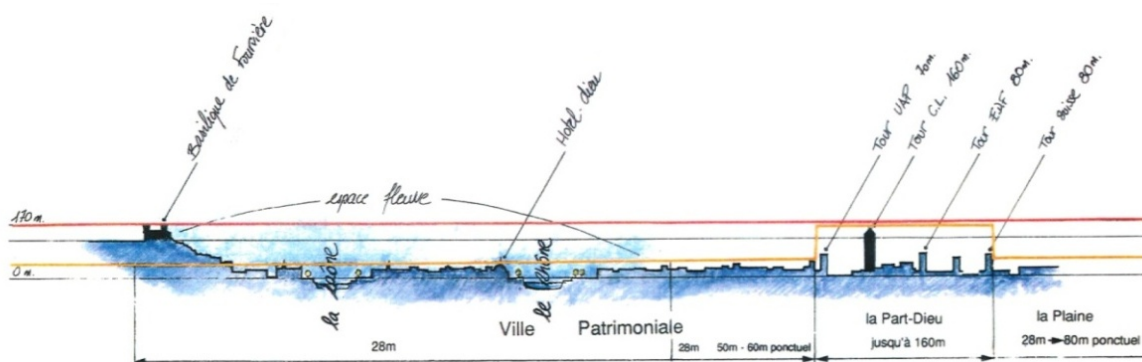 Basilique de Fourvière
Hotel-dieu
Tour UAP 70m.
Tour C.L. 160m.
Tour EDF 80m.
Tour Suisse 80m.
espace fleuve
170 m.
0 m.
la Saône
le Rhône
Ville Patrimoniale
la Part-Dieu
la Plaine
28m
28m 50m - 60m ponctuel
jusqu'à 160m
28m → 80m ponctuel